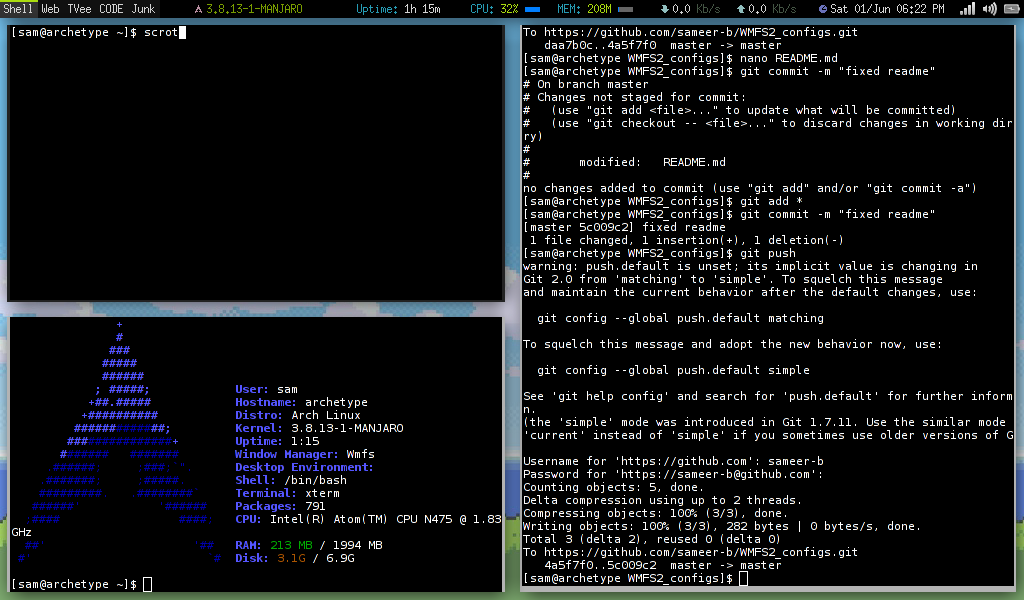 Shell Web TVee CODE Junk 3.8.13-1-MANJARO Uptime: 1h 15m CPU: 32% MEM: 208M 0.0 Kb/s 0.0 Kb/s Sat 01/Jun 06:22 PM
[sam@archetype ~]$ scrot
+
#
###
#####
######
; #####;
+##.#####
+##########
#############;
#################+
User: sam
Hostname: archetype
Distro: Arch Linux
Kernel: 3.8.13-1-MANJARO
Uptime: 1:15
Window Manager: Wmfs
Desktop Environment:
Shell: /bin/bash
Terminal: xterm
Packages: 791
CPU: Intel(R) Atom(TM) CPU N475 @ 1.83
GHz
RAM: 213 MB / 1994 MB
Disk: 3.1G / 6.9G
[sam@archetype ~]$
To https://github.com/sameer-b/WMFS2_configs.git
daa7b0c..4a5f7f0  master -> master
[sam@archetype WMFS2_configs]$ nano README.md
[sam@archetype WMFS2_configs]$ git commit -m "fixed readme"
# On branch master
# Changes not staged for commit:
#   (use "git add <file>..." to update what will be committed)
#   (use "git checkout -- <file>..." to discard changes in working dir
ry)
#
#       modified:   README.md
#
no changes added to commit (use "git add" and/or "git commit -a")
[sam@archetype WMFS2_configs]$ git add *
[sam@archetype WMFS2_configs]$ git commit -m "fixed readme"
[master 5c009c2] fixed readme
1 file changed, 1 insertion(+), 1 deletion(-)
[sam@archetype WMFS2_configs]$ git push
warning: push.default is unset; its implicit value is changing in
Git 2.0 from 'matching' to 'simple'. To squelch this message
and maintain the current behavior after the default changes, use:
git config --global push.default matching
To squelch this message and adopt the new behavior now, use:
git config --global push.default simple
See 'git help config' and search for 'push.default' for further inform
n.
(the 'simple' mode was introduced in Git 1.7.11. Use the similar mode
'current' instead of 'simple' if you sometimes use older versions of G
Username for 'https://github.com': sameer-b
Password for 'https://sameer-b@github.com':
Counting objects: 5, done.
Delta compression using up to 2 threads.
Compressing objects: 100% (3/3), done.
Writing objects: 100% (3/3), 282 bytes | 0 bytes/s, done.
Total 3 (delta 2), reused 0 (delta 0)
To https://github.com/sameer-b/WMFS2_configs.git
4a5f7f0..5c009c2  master -> master
[sam@archetype WMFS2_configs]$